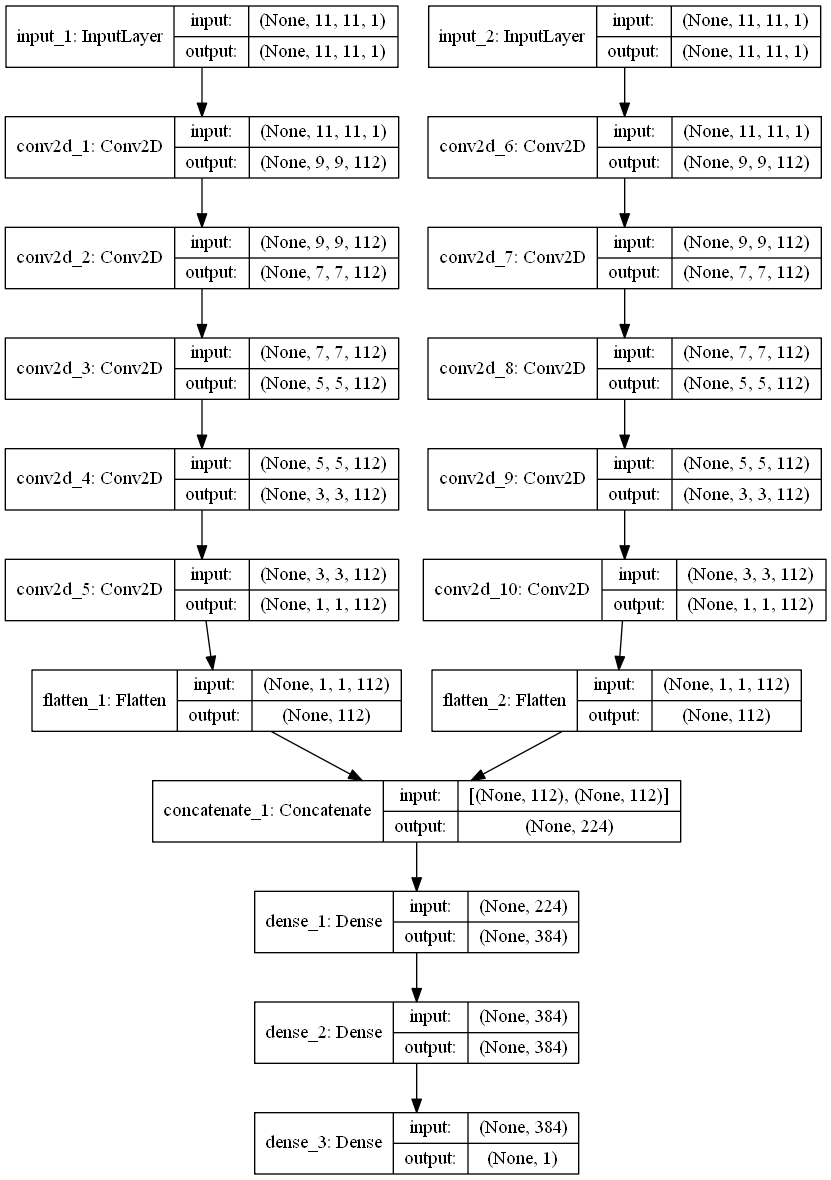 input_1: InputLayer
input: (None, 11, 11, 1)
output: (None, 11, 11, 1)
input_2: InputLayer
input: (None, 11, 11, 1)
output: (None, 11, 11, 1)
conv2d_1: Conv2D
input: (None, 11, 11, 1)
output: (None, 9, 9, 112)
conv2d_6: Conv2D
input: (None, 11, 11, 1)
output: (None, 9, 9, 112)
conv2d_2: Conv2D
input: (None, 9, 9, 112)
output: (None, 7, 7, 112)
conv2d_7: Conv2D
input: (None, 9, 9, 112)
output: (None, 7, 7, 112)
conv2d_3: Conv2D
input: (None, 7, 7, 112)
output: (None, 5, 5, 112)
conv2d_8: Conv2D
input: (None, 7, 7, 112)
output: (None, 5, 5, 112)
conv2d_4: Conv2D
input: (None, 5, 5, 112)
output: (None, 3, 3, 112)
conv2d_9: Conv2D
input: (None, 5, 5, 112)
output: (None, 3, 3, 112)
conv2d_5: Conv2D
input: (None, 3, 3, 112)
output: (None, 1, 1, 112)
conv2d_10: Conv2D
input: (None, 3, 3, 112)
output: (None, 1, 1, 112)
flatten_1: Flatten
input: (None, 1, 1, 112)
output: (None, 112)
flatten_2: Flatten
input: (None, 1, 1, 112)
output: (None, 112)
concatenate_1: Concatenate
input: [(None, 112), (None, 112)]
output: (None, 224)
dense_1: Dense
input: (None, 224)
output: (None, 384)
dense_2: Dense
input: (None, 384)
output: (None, 384)
dense_3: Dense
input: (None, 384)
output: (None, 1)